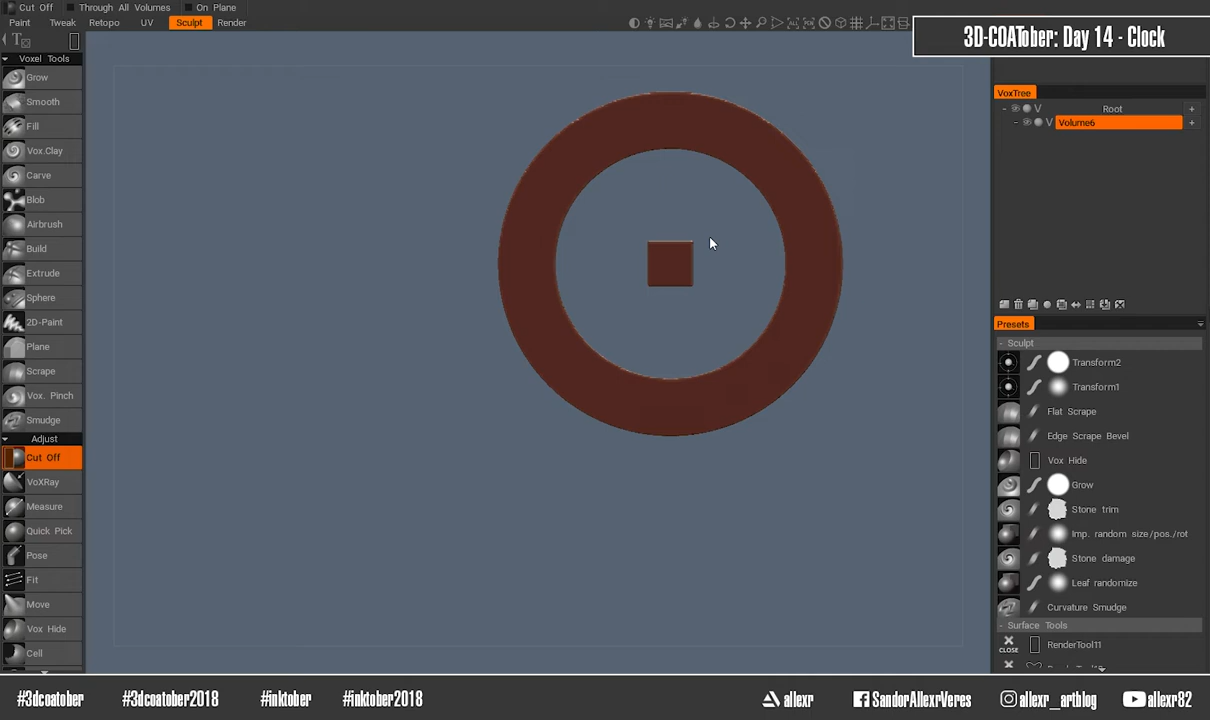 Cut Off Through All Volumes On Plane
Paint Tweak Retopo UV Sculpt Render
3D-COATober: Day 14 - Clock
Voxel Tools
Grow
Smooth
Fill
Vox.Clay
Carve
Blob
Airbrush
Build
Extrude
Sphere
2D-Paint
Plane
Scrape
Vox. Pinch
Smudge
Adjust
Cut Off
VoXRay
Measure
Quick Pick
Pose
Fit
Move
Vox Hide
Cell
VoxTree
V Root +
V Volume6 +
Presets
- Sculpt
Transform2
Transform1
Flat Scrape
Edge Scrape Bevel
Vox Hide
Grow
Stone trim
Imp. random size/pos./rot
Stone damage
Leaf randomize
Curvature Smudge
- Surface Tools
CLOSE RenderTool11
#3dcoatober #3dcoatober2018 #inktober #inktober2018 allexr SandorAllexrVeres allexr_artblog allexr82